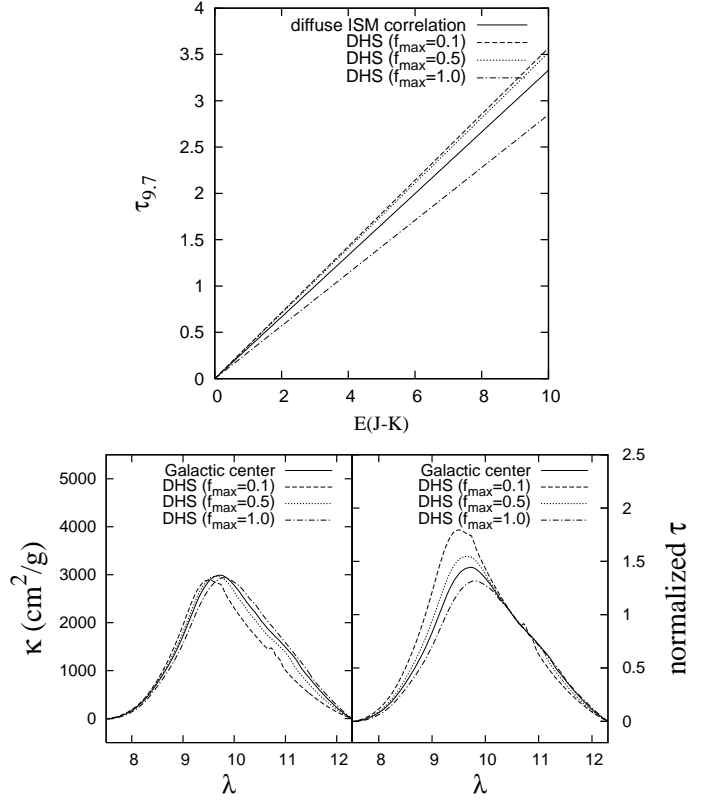 diffuse ISM correlation
DHS (fmax=0.1)
DHS (fmax=0.5)
DHS (fmax=1.0)
4
3.5
3
2.5
2
1.5
1
0.5
0
τ9.7
0 2 4 6 8 10
E(J-K)
Galactic center
DHS (fmax=0.1)
DHS (fmax=0.5)
DHS (fmax=1.0)
5000
4000
3000
2000
1000
0
κ (cm²/g)
8 9 10 11 12
λ
Galactic center
DHS (fmax=0.1)
DHS (fmax=0.5)
DHS (fmax=1.0)
2.5
2
1.5
1
0.5
0
normalized τ
8 9 10 11 12
λ